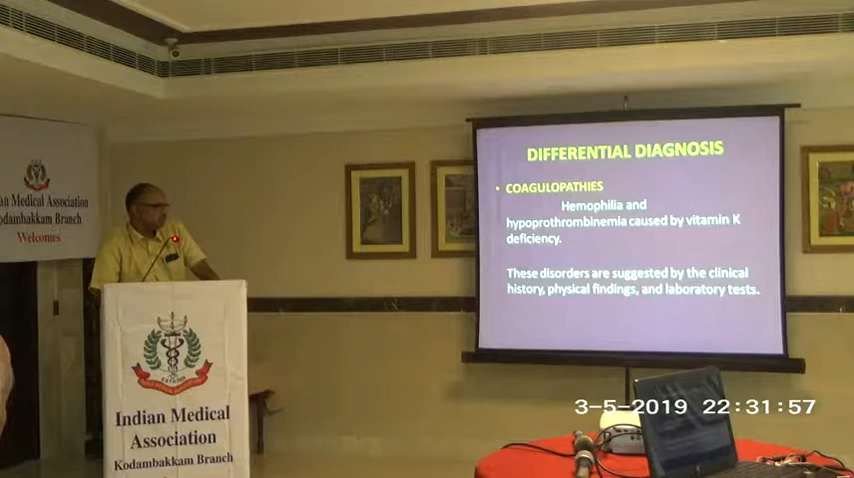 n Medical Association
Kodambakkam Branch
Welcomes
Indian Medical
Association
Kodambakkam Branch
DIFFERENTIAL DIAGNOSIS
• COAGULOPATHIES
Hemophilia and
hypoprothrombinemia caused by vitamin K
deficiency.
These disorders are suggested by the clinical
history, physical findings, and laboratory tests.
3-5-2019 22:31:57